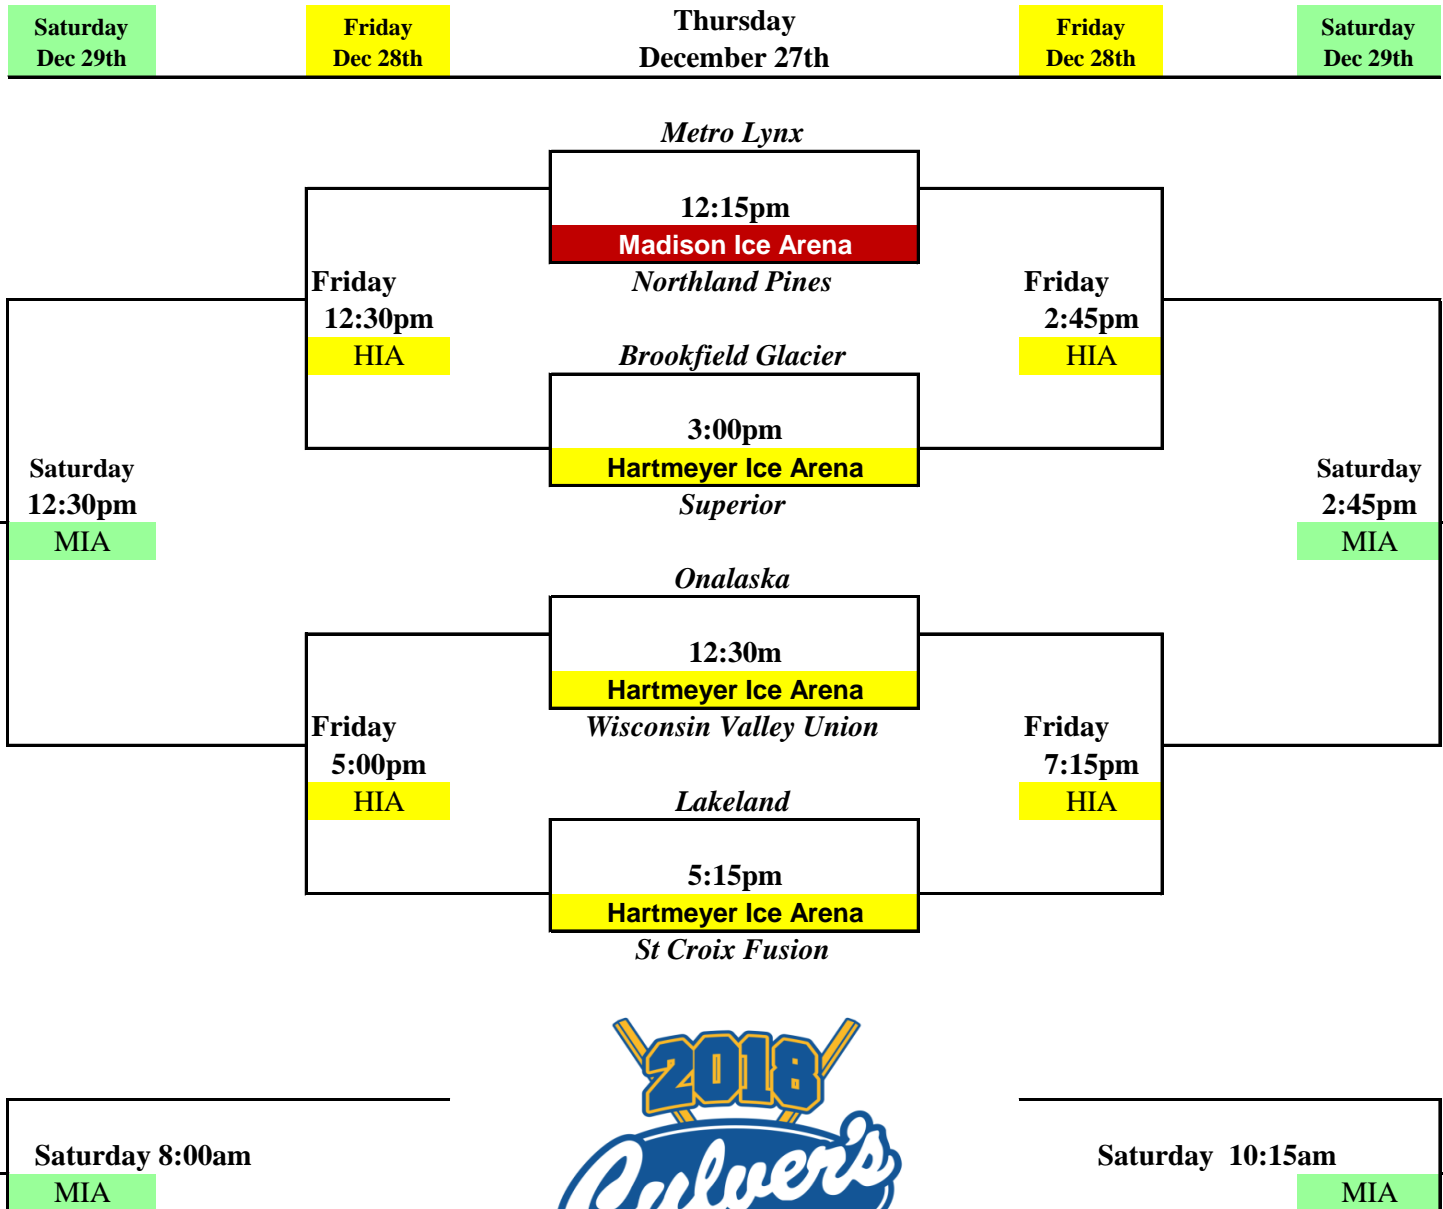 Saturday Friday Thursday Friday Saturday
Dec 29th Dec 28th December 27th Dec 28th Dec 29th
Metro Lynx
12:15pm
Madison Ice Arena
Friday Northland Pines Friday
12:30pm 2:45pm
HIA Brookfield Glacier HIA
3:00pm
Saturday Hartmeyer Ice Arena Saturday
12:30pm Superior 2:45pm
MIA MIA
Onalaska
12:30m
Hartmeyer Ice Arena
Friday Wisconsin Valley Union Friday
5:00pm 7:15pm
HIA Lakeland HIA
5:15pm
Hartmeyer Ice Arena
St Croix Fusion
2018
Saturday 8:00am Culver's Saturday 10:15am
MIA MIA